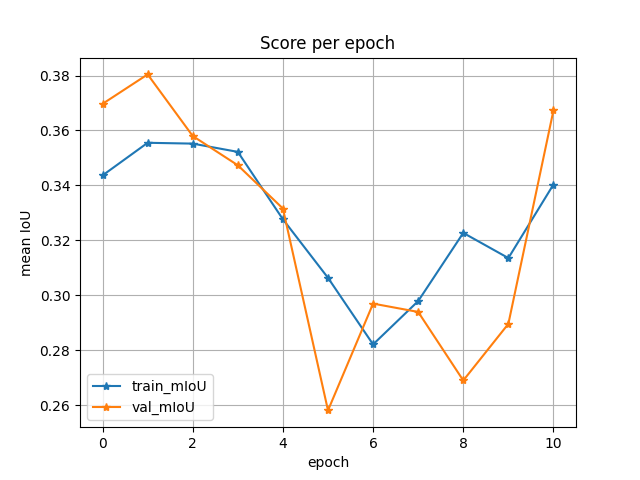 Score per epoch
mean IoU
0.38
0.36
0.34
0.32
0.30
0.28
0.26
train_mIoU
val_mIoU
0 2 4 6 8 10
epoch